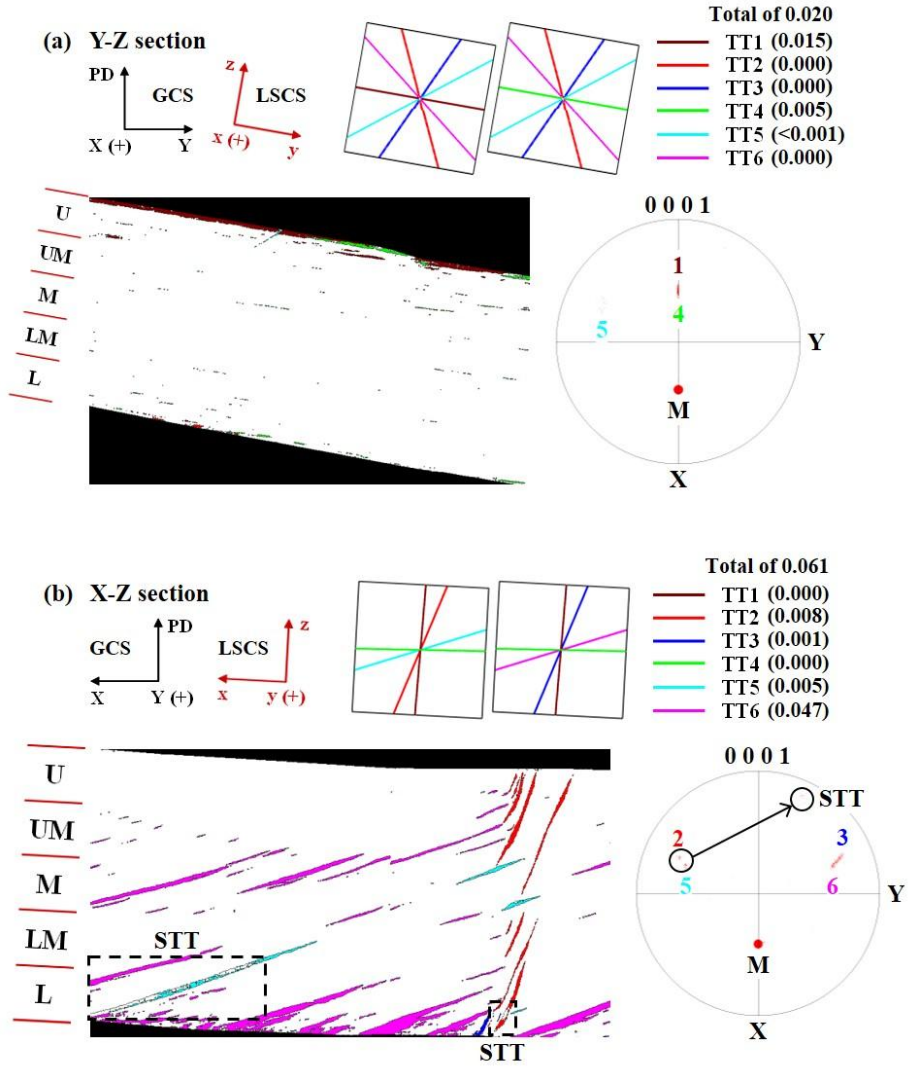 (a) Y-Z section
PD
GCS
X (+)
Y
z
LSCS
x (+)
y
Total of 0.020
TT1 (0.015)
TT2 (0.000)
TT3 (0.000)
TT4 (0.005)
TT5 (<0.001)
TT6 (0.000)
U
UM
M
LM
L
0 0 0 1
1
4
5
Y
M
X
(b) X-Z section
GCS
PD
X
Y (+)
LSCS
z
x
y (+)
Total of 0.061
TT1 (0.000)
TT2 (0.008)
TT3 (0.001)
TT4 (0.000)
TT5 (0.005)
TT6 (0.047)
U
UM
M
LM
L
STT
STT
0 0 0 1
STT
2
3
5
6
Y
M
X